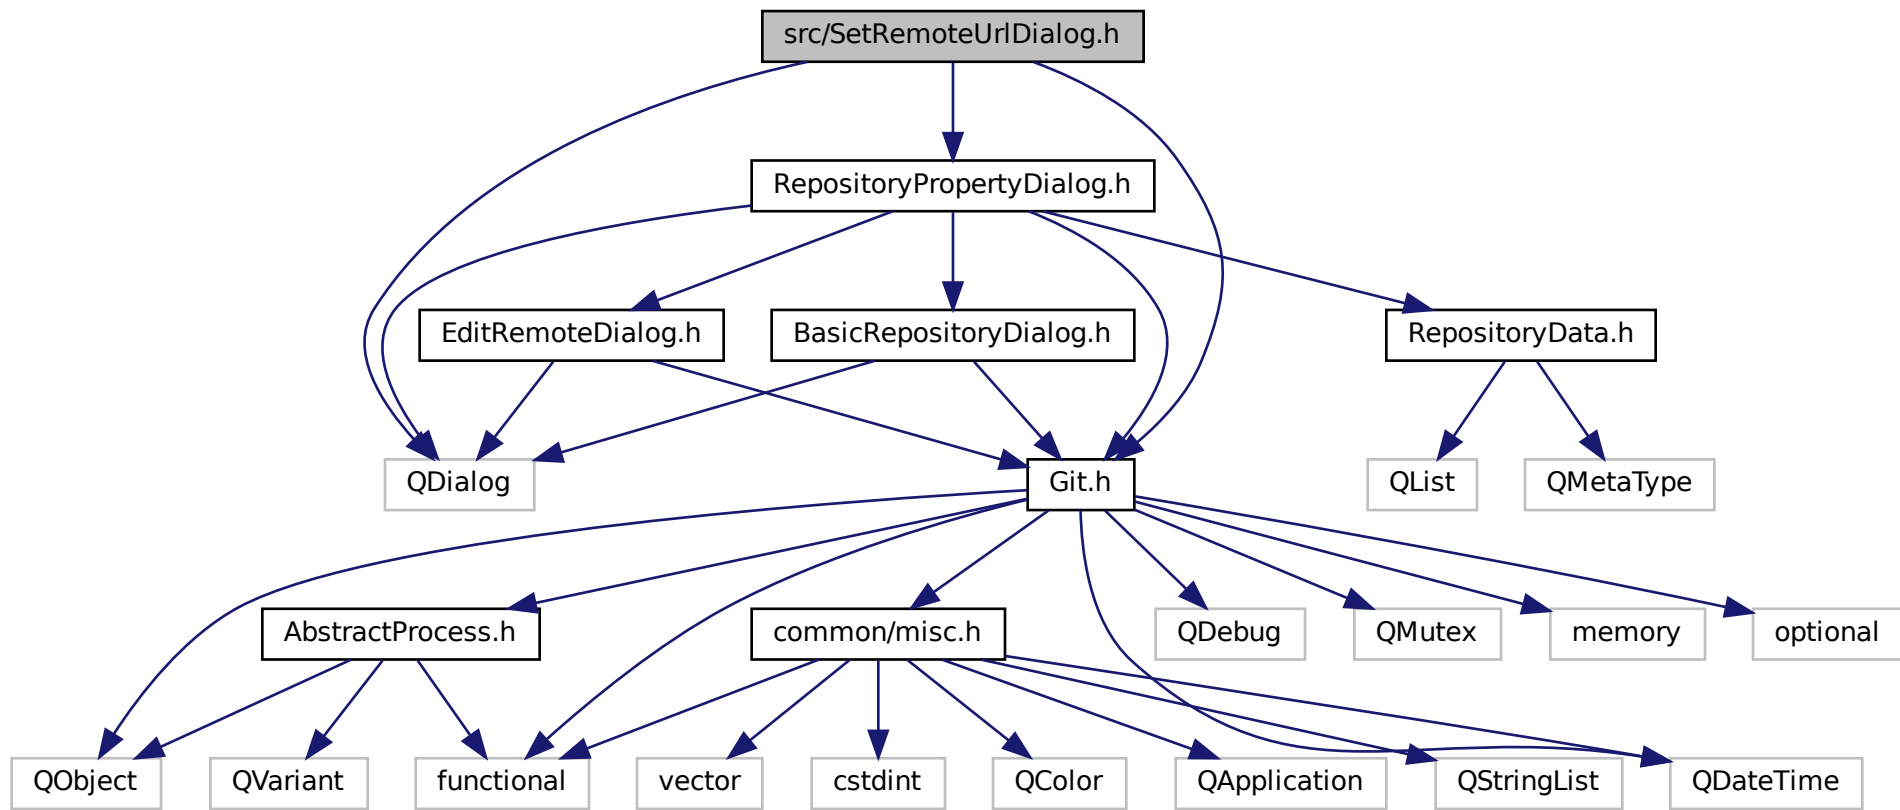 src/SetRemoteUrlDialog.h
RepositoryPropertyDialog.h
EditRemoteDialog.h
BasicRepositoryDialog.h
RepositoryData.h
QDialog
Git.h
QList
QMetaType
AbstractProcess.h
common/misc.h
QDebug
QMutex
memory
optional
QObject
QVariant
functional
vector
cstdint
QColor
QApplication
QStringList
QDateTime